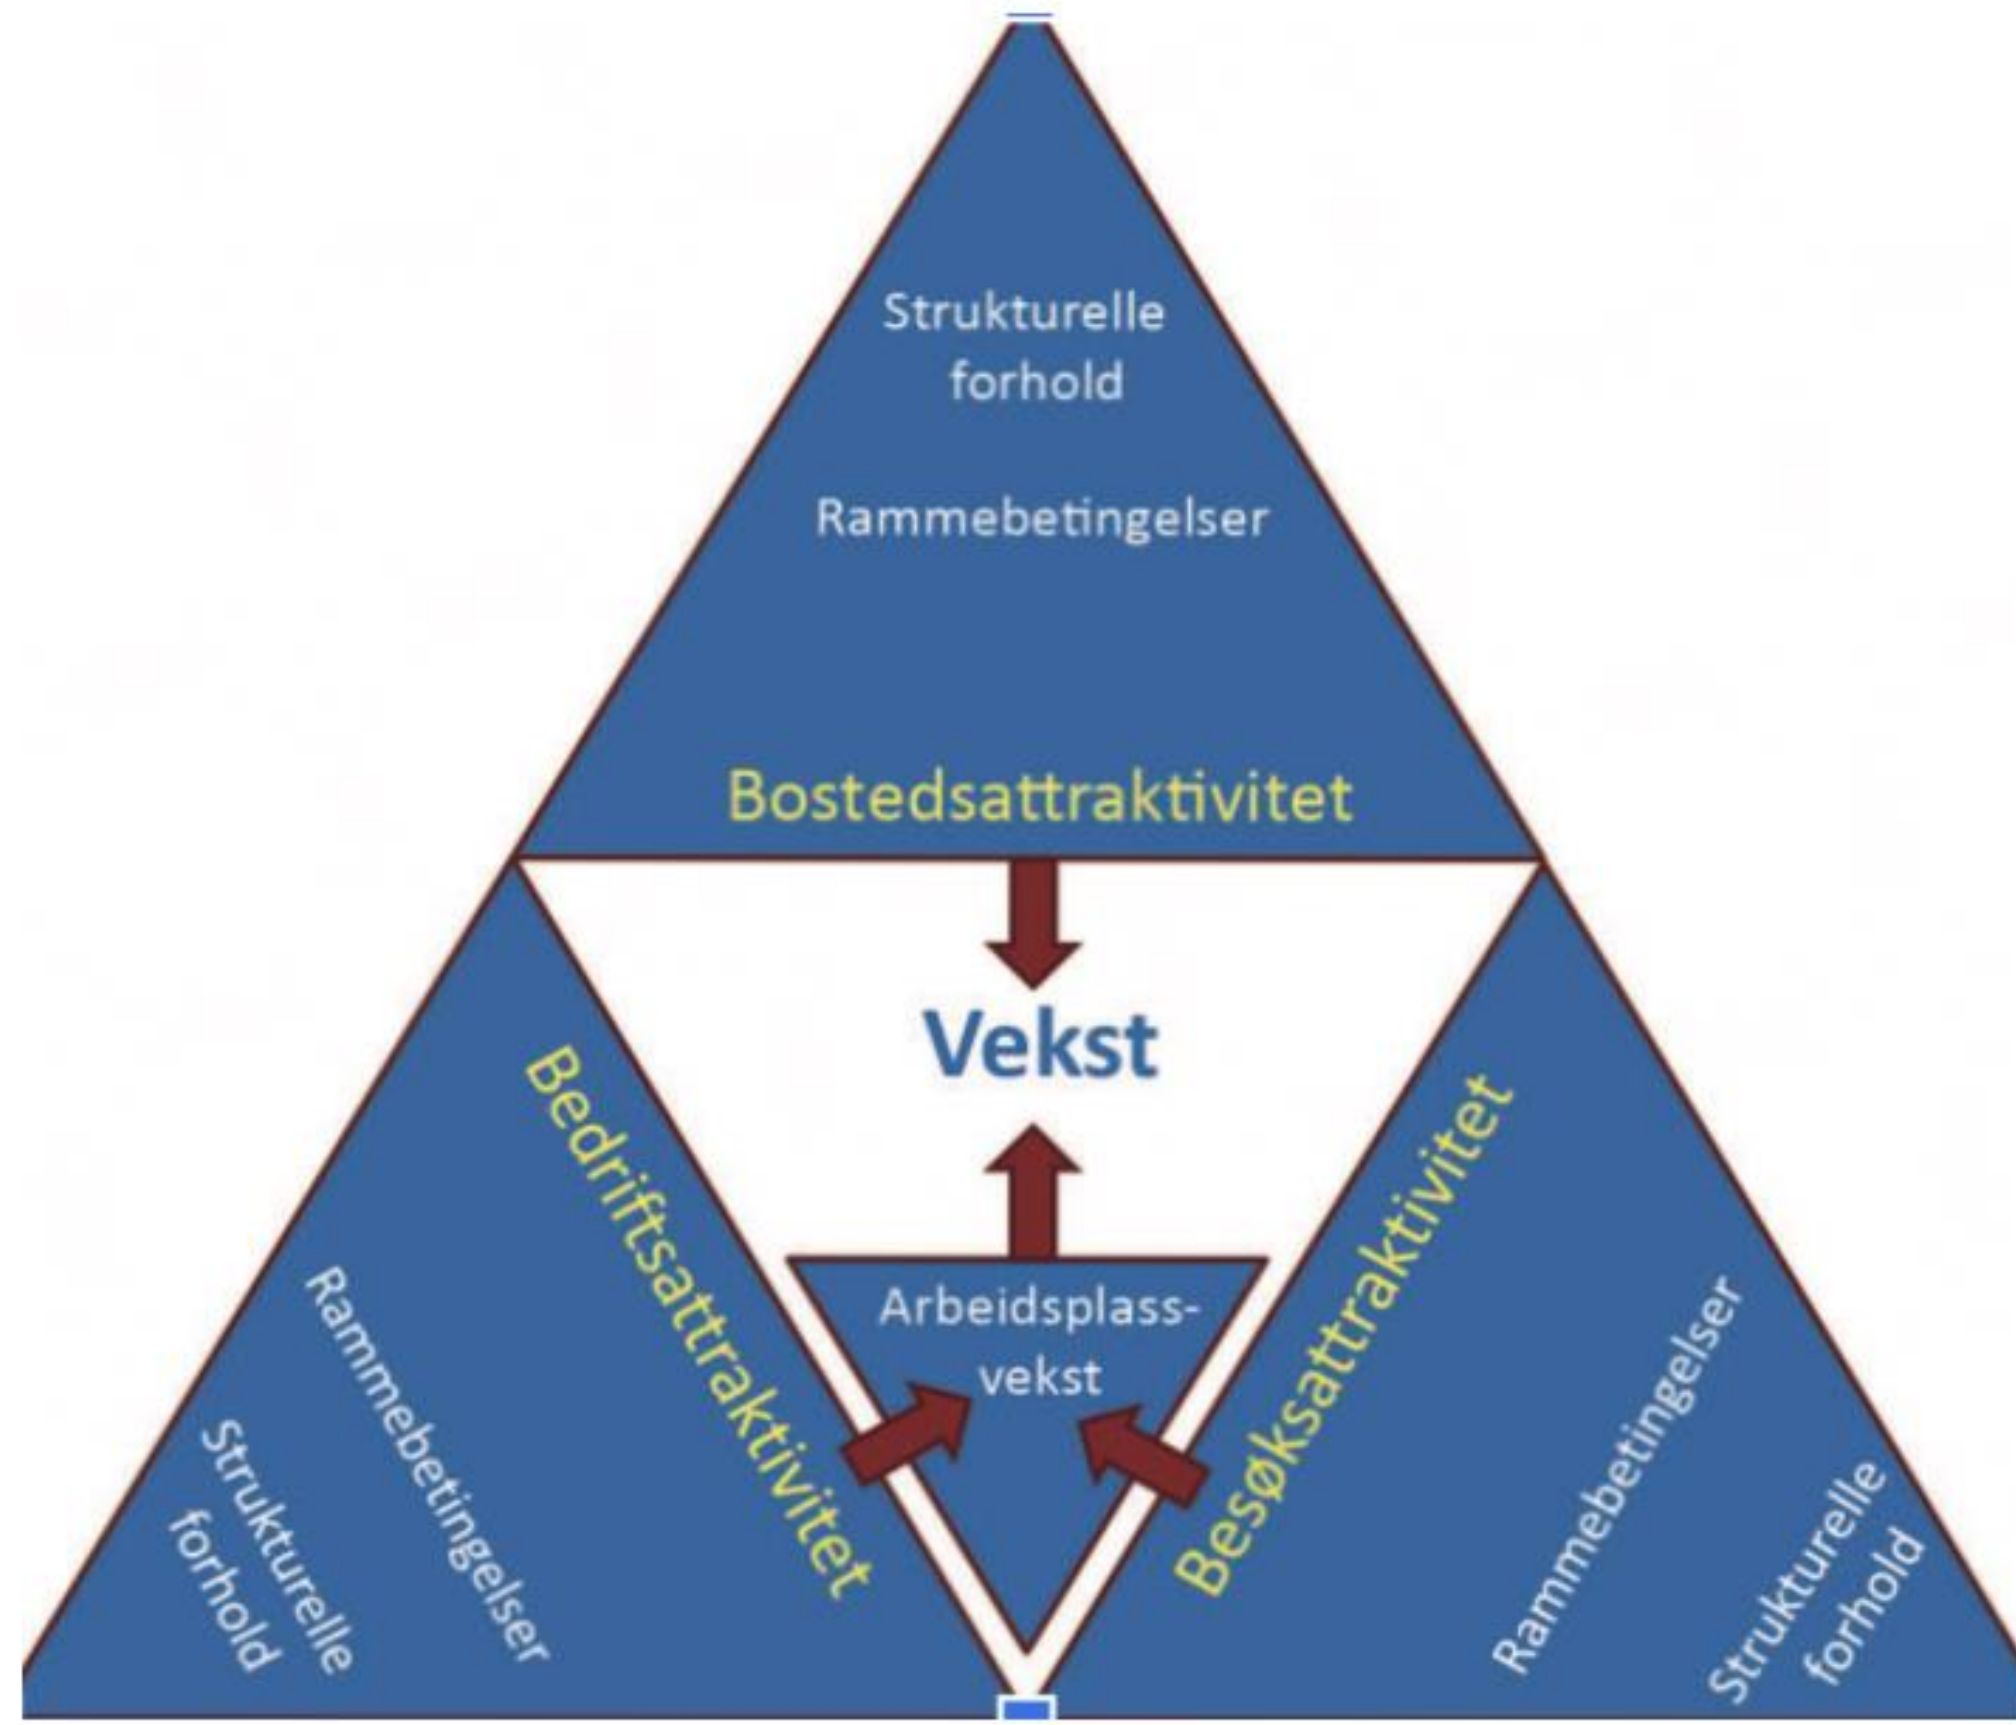 Strukturelle
forhold
Rammebetingelser
Bostedsattraktivitet
Vekst
Bedriftsattraktivitet
Rammebetingelser
Strukturelle
forhold
Arbeidsplass-
vekst
Besøksattraktivitet
Rammebetingelser
Strukturelle
forhold